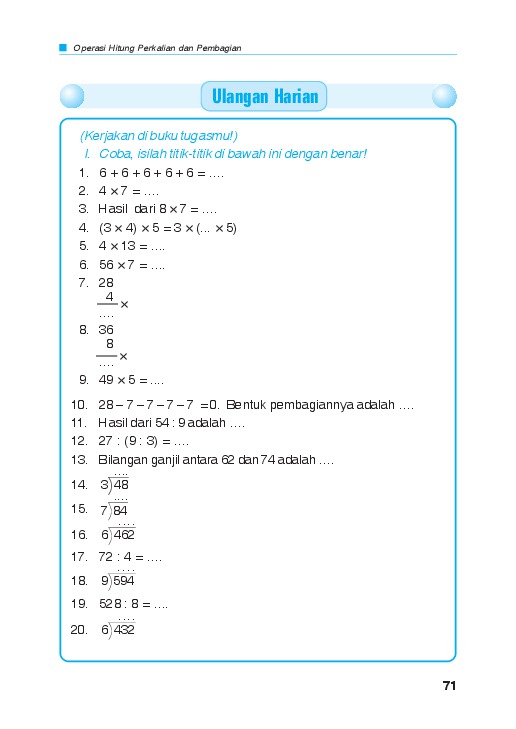 Operasi Hitung Perkalian dan Pembagian
Ulangan Harian
(Kerjakan di buku tugasmu!)
I. Coba, isilah titik-titik di bawah ini dengan benar!
1. 6 + 6 + 6 + 6 + 6 = ....
2. 4 × 7 = ....
3. Hasil dari 8 × 7 = ....
4. (3 × 4) × 5 = 3 × (... × 5)
5. 4 × 13 = ....
6. 56 × 7 = ....
7. 28
4
×
....
8. 36
8
×
....
9. 49 × 5 = ....
10. 28 – 7 – 7 – 7 – 7 = 0. Bentuk pembagiannya adalah ....
11. Hasil dari 54 : 9 adalah ....
12. 27 : (9 : 3) = ....
13. Bilangan ganjil antara 62 dan 74 adalah ....
....
14. 3)48
....
15. 7)84
....
16. 6)462
17. 72 : 4 = ....
....
18. 9)594
19. 528 : 8 = ....
....
20. 6)432
71